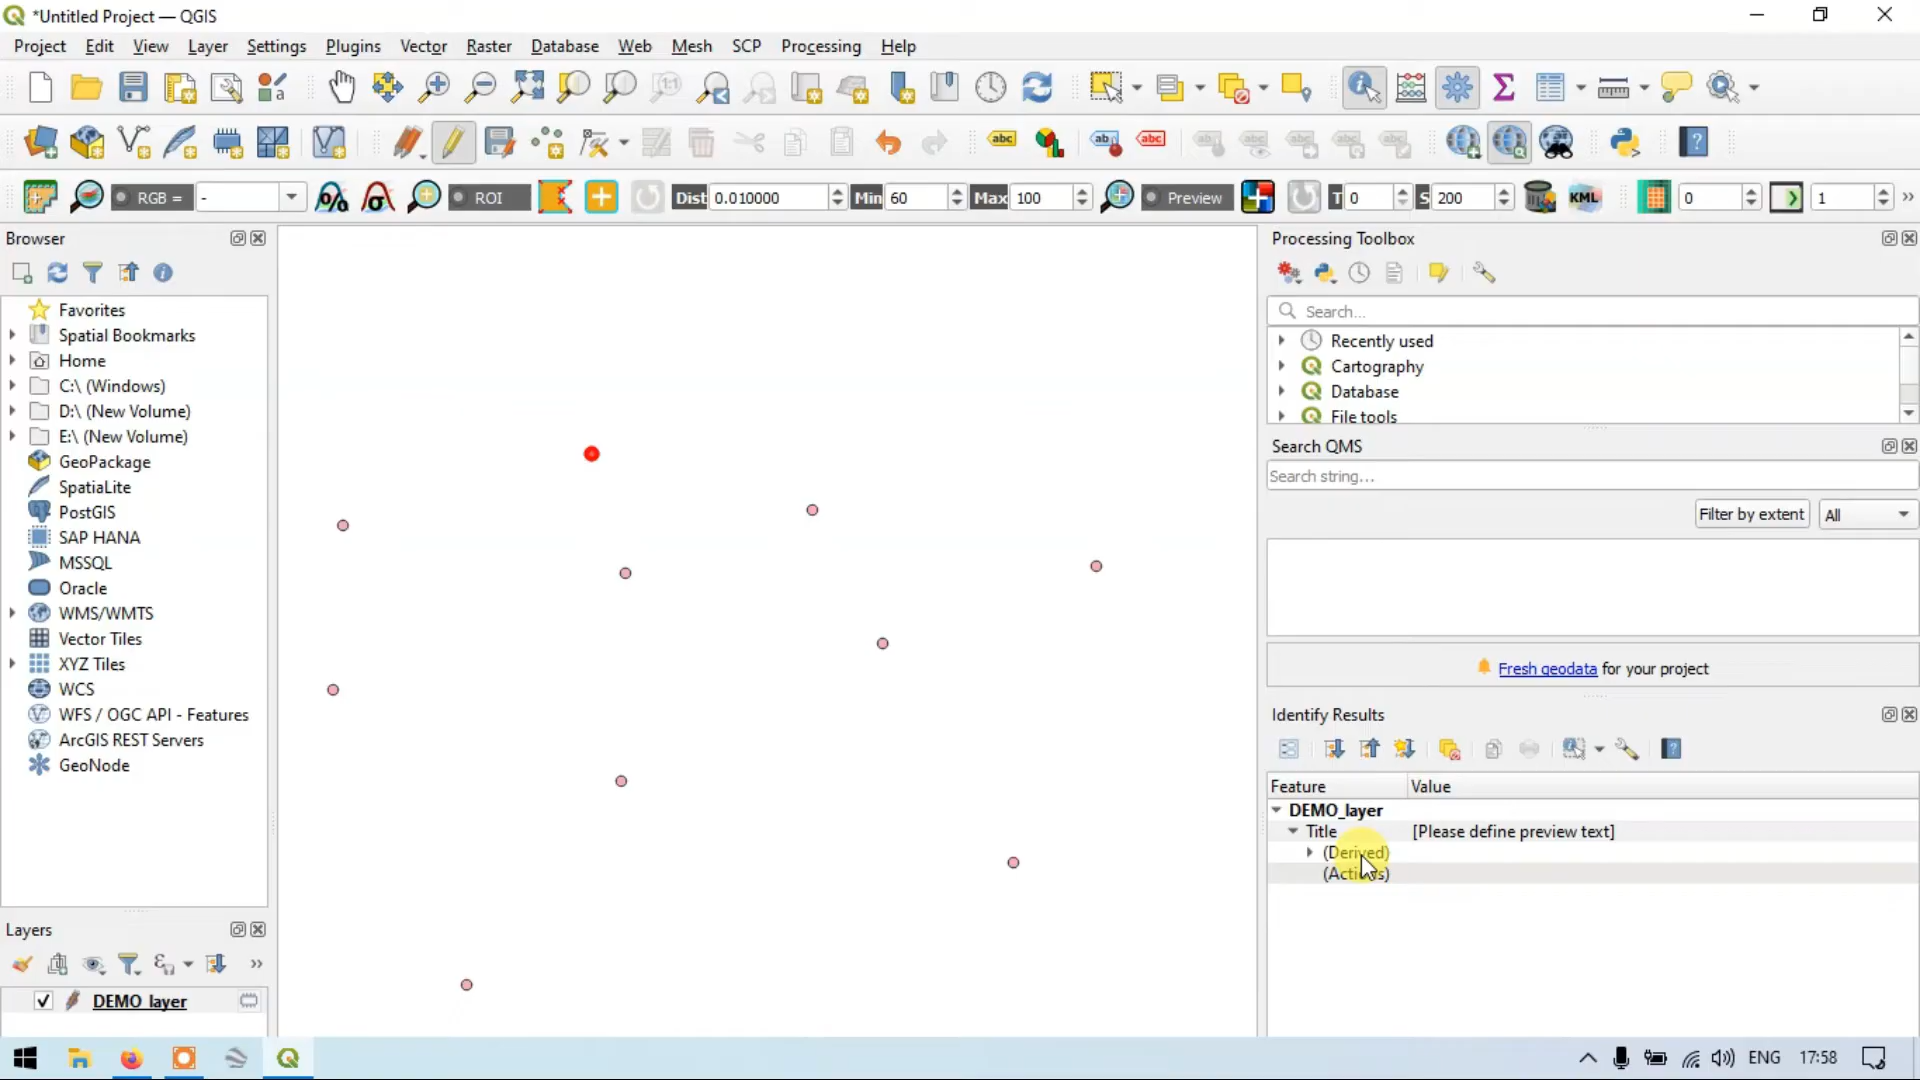 *Untitled Project — QGIS
Project Edit View Layer Settings Plugins Vector Raster Database Web Mesh SCP Processing Help
abc abc abc
RGB = - ROI Dist 0.010000 Min 60 Max 100 Preview T 0 S 200 KML 0 1 »
Browser
Favorites
Spatial Bookmarks
Home
C:\ (Windows)
D:\ (New Volume)
E:\ (New Volume)
GeoPackage
SpatiaLite
PostGIS
SAP HANA
MSSQL
Oracle
WMS/WMTS
Vector Tiles
XYZ Tiles
WCS
WFS / OGC API - Features
ArcGIS REST Servers
GeoNode
Layers
»
DEMO layer
Processing Toolbox
Search...
Recently used
Cartography
Database
File tools
Search QMS
Search string...
Filter by extent All
Fresh geodata for your project
Identify Results
Feature Value
DEMO_layer
Title [Please define preview text]
(Derived)
(Actions)
ENG 17:58